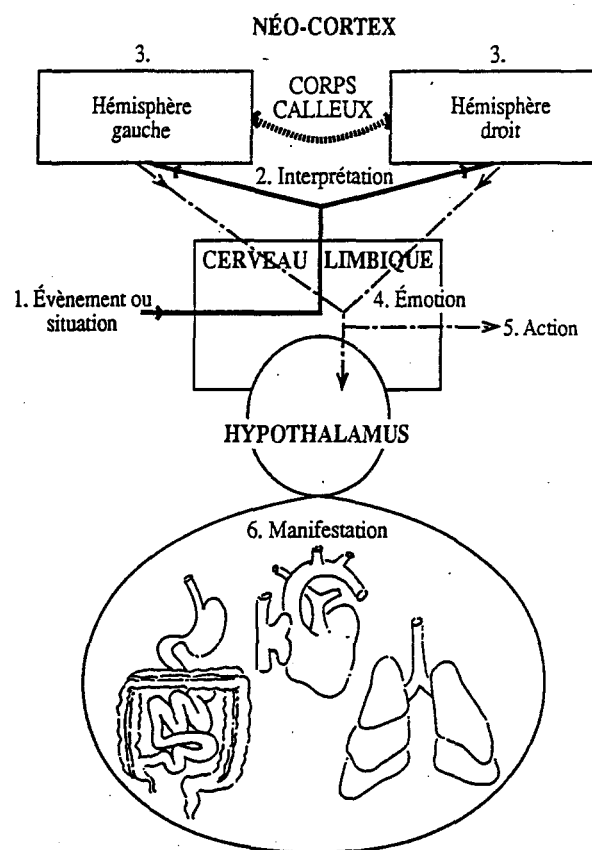 NÉO-CORTEX
3.
3.
Hémisphère
gauche
CORPS
CALLEUX
Hémisphère
droit
2. Interprétation
CERVEAU LIMBIQUE
1. Évènement ou
situation
4. Émotion
5. Action
HYPOTHALAMUS
6. Manifestation